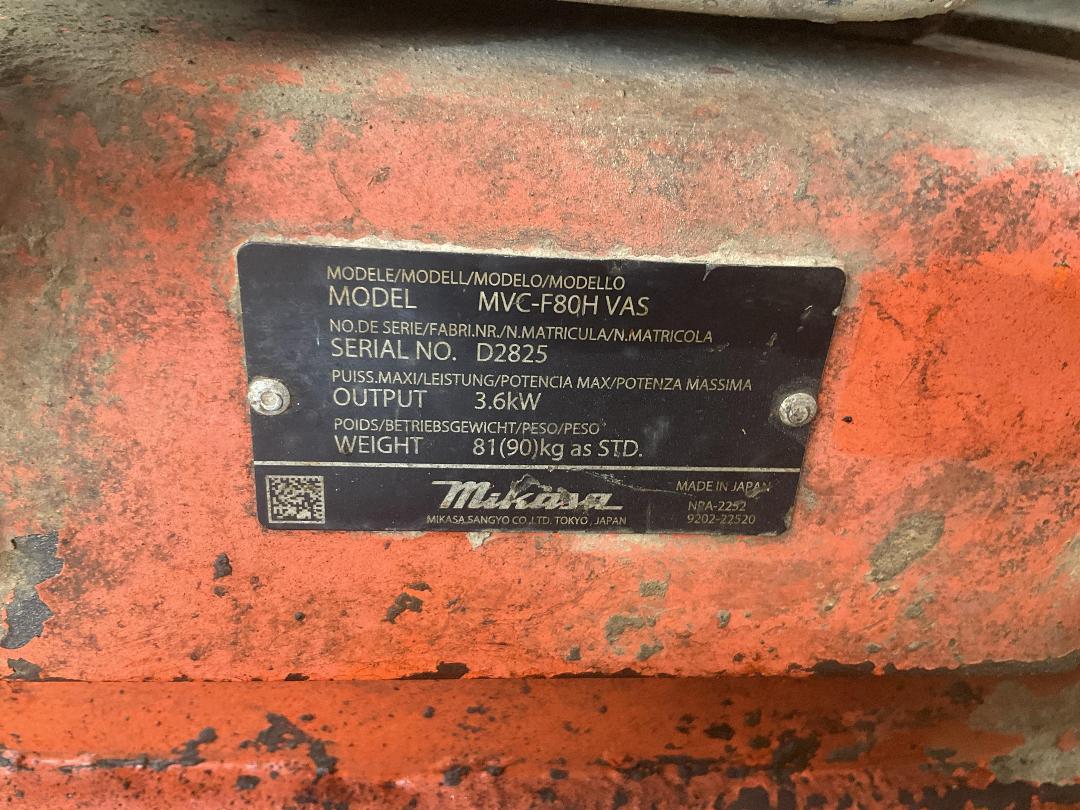 MODELE/MODELL/MODELO/MODELLO
MODEL MVC-F80H VAS
NO.DE SERIE/FABRI.NR./N.MATRICULA/N.MATRICOLA
SERIAL NO. D2825
PUISS.MAXI/LEISTUNG/POTENCIA MAX/POTENZA MASSIMA
OUTPUT 3.6kW
POIDS/BETRIEBSGEWICHT/PESO/PESO
WEIGHT 81(90)kg as STD.
Mikasa
MIKASA SANGYO CO.,LTD. TOKYO, JAPAN
MADE IN JAPAN
NPA-2252
9202-22520